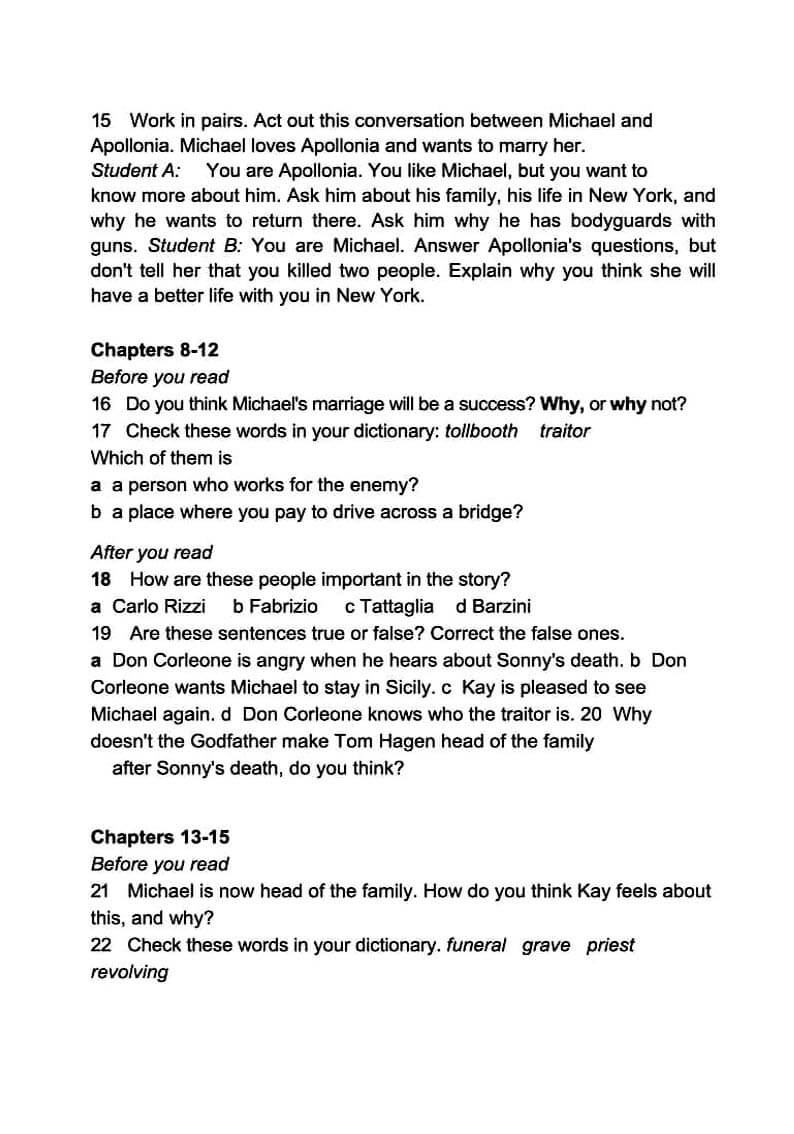 15 Work in pairs. Act out this conversation between Michael and
Apollonia. Michael loves Apollonia and wants to marry her.
Student A: You are Apollonia. You like Michael, but you want to
know more about him. Ask him about his family, his life in New York, and
why he wants to return there. Ask him why he has bodyguards with
guns. Student B: You are Michael. Answer Apollonia's questions, but
don't tell her that you killed two people. Explain why you think she will
have a better life with you in New York.
Chapters 8-12
Before you read
16 Do you think Michael's marriage will be a success? Why, or why not?
17 Check these words in your dictionary: tollbooth traitor
Which of them is
a a person who works for the enemy?
b a place where you pay to drive across a bridge?
After you read
18 How are these people important in the story?
a Carlo Rizzi b Fabrizio c Tattaglia d Barzini
19 Are these sentences true or false? Correct the false ones.
a Don Corleone is angry when he hears about Sonny's death. b Don
Corleone wants Michael to stay in Sicily. c Kay is pleased to see
Michael again. d Don Corleone knows who the traitor is. 20 Why
doesn't the Godfather make Tom Hagen head of the family
after Sonny's death, do you think?
Chapters 13-15
Before you read
21 Michael is now head of the family. How do you think Kay feels about
this, and why?
22 Check these words in your dictionary. funeral grave priest
revolving